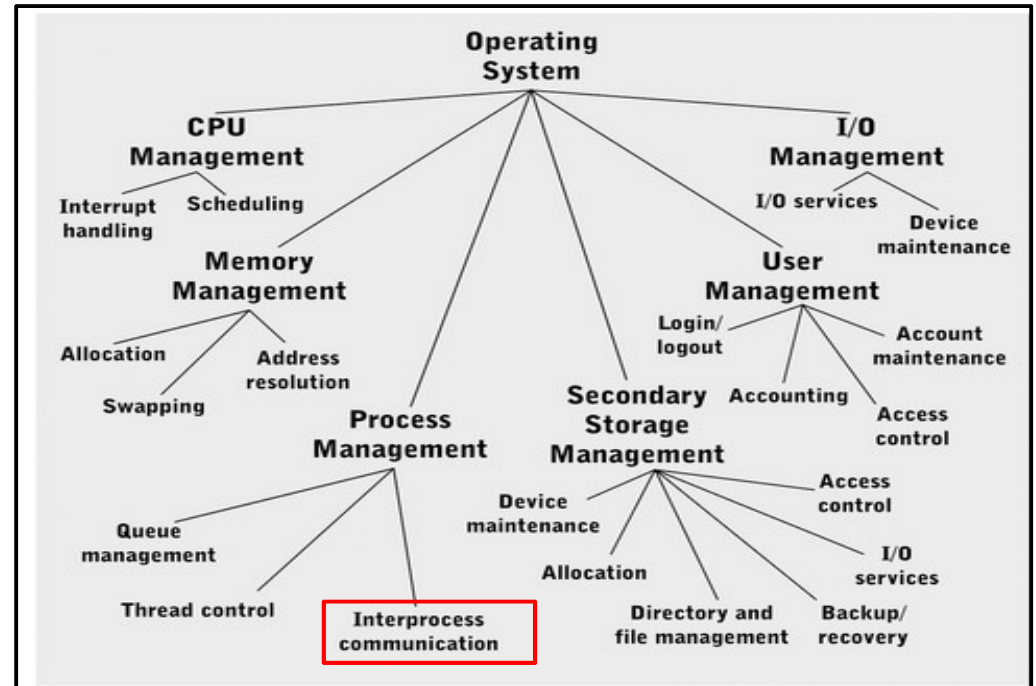 Operating
System
CPU
Management
I/O
Management
Interrupt
handling
Scheduling
I/O services
Device
maintenance
Memory
Management
User
Management
Allocation
Swapping
Address
resolution
Login/
logout
Accounting
Account
maintenance
Access
control
Process
Management
Secondary
Storage
Management
Queue
management
Thread control
Interprocess
communication
Device
maintenance
Allocation
Directory and
file management
Backup/
recovery
I/O
services
Access
control